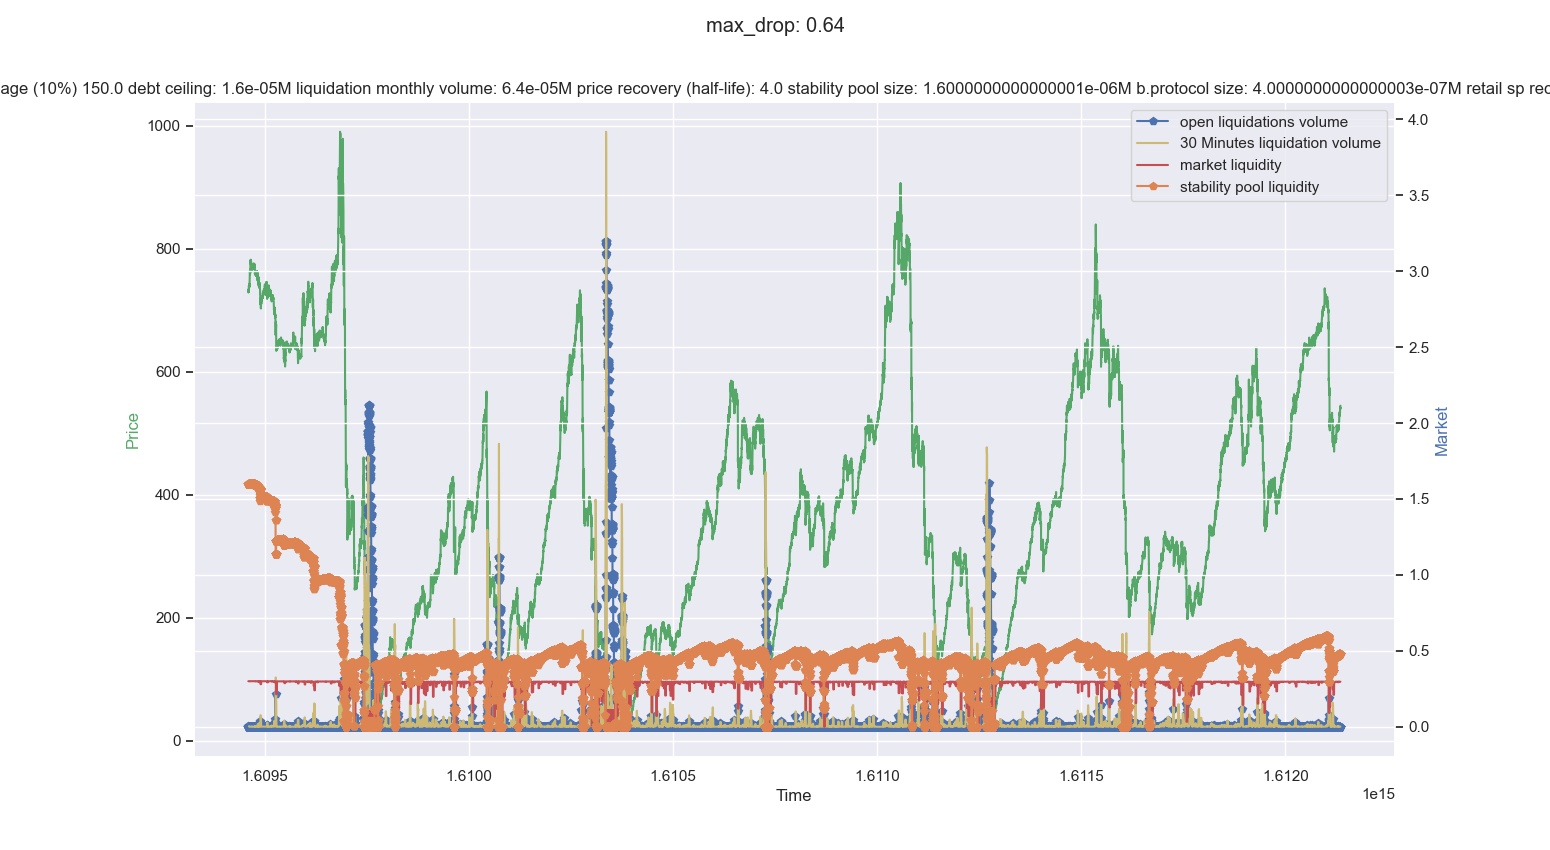 max_drop: 0.64
age (10%) 150.0 debt ceiling: 1.6e-05M liquidation monthly volume: 6.4e-05M price recovery (half-life): 4.0 stability pool size: 1.6000000000000001e-06M b.protocol size: 4.0000000000000003e-07M retail sp rec
open liquidations volume
30 Minutes liquidation volume
market liquidity
stability pool liquidity
1000
800
600
400
200
0
Price
4.0
3.5
3.0
2.5
2.0
1.5
1.0
0.5
0.0
Market
1.6095 1.6100 1.6105 1.6110 1.6115 1.6120
1e15
Time